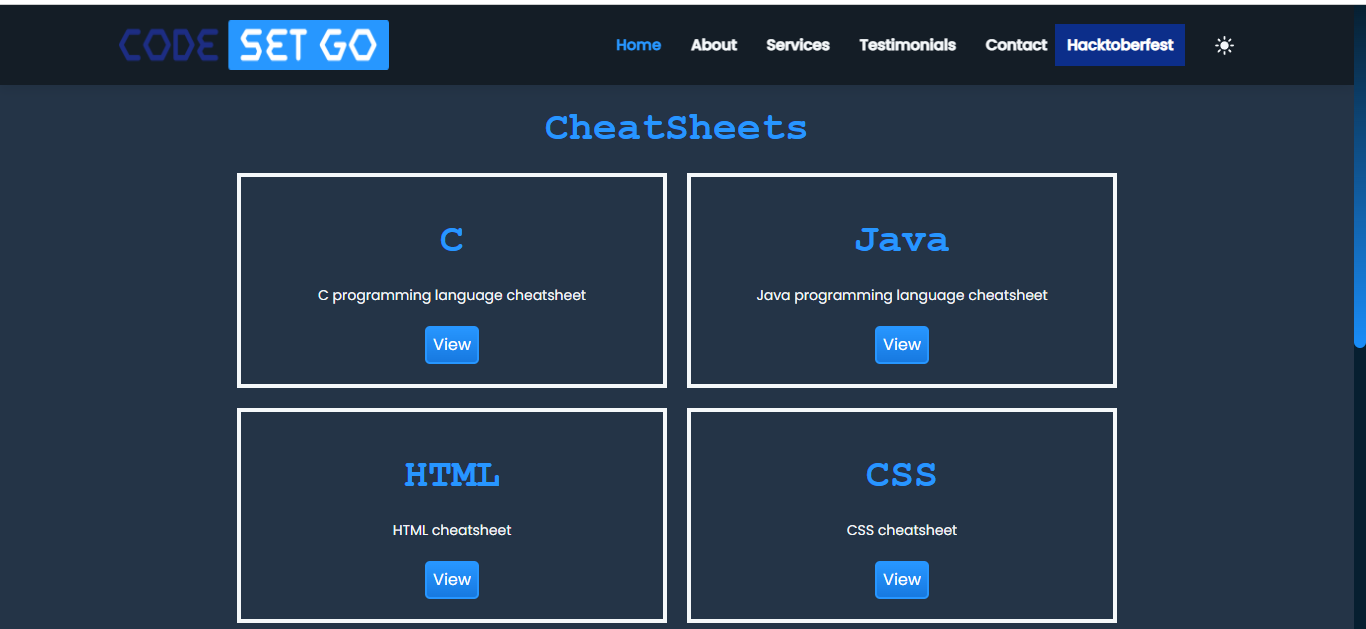 CODE SET GO Home About Services Testimonials Contact Hacktoberfest
CheatSheets
C
C programming language cheatsheet
View
Java
Java programming language cheatsheet
View
HTML
HTML cheatsheet
View
CSS
CSS cheatsheet
View